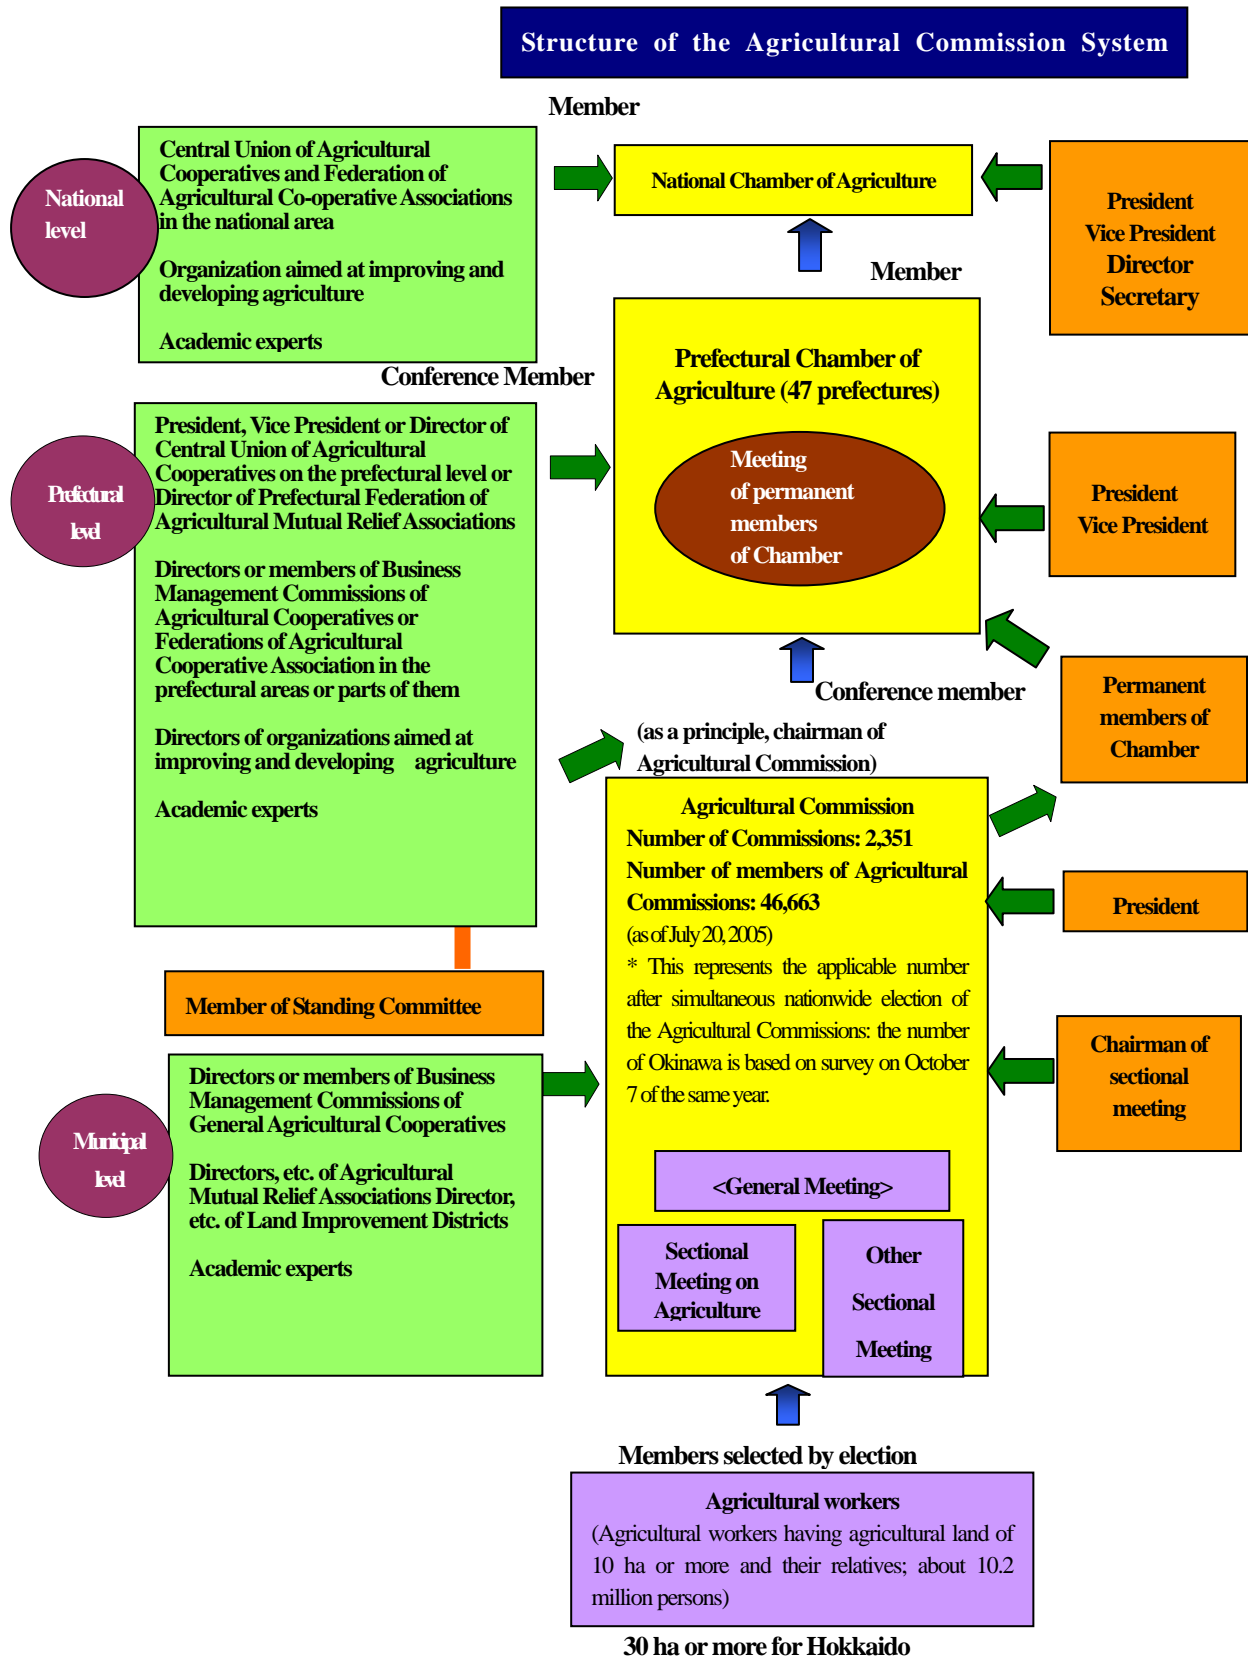 Structure of the Agricultural Commission System
Member
National
level
Central Union of Agricultural
Cooperatives and Federation of
Agricultural Co-operative Associations
in the national area
Organization aimed at improving and
developing agriculture
Academic experts
National Chamber of Agriculture
President
Vice President
Director
Secretary
Member
Conference Member
Prefectural
level
President, Vice President or Director of
Central Union of Agricultural
Cooperatives on the prefectural level or
Director of Prefectural Federation of
Agricultural Mutual Relief Associations
Directors or members of Business
Management Commissions of
Agricultural Cooperatives or
Federations of Agricultural
Cooperative Association in the
prefectural areas or parts of them
Directors of organizations aimed at
improving and developing agriculture
Academic experts
Prefectural Chamber of
Agriculture (47 prefectures)
Meeting
of permanent
members
of Chamber
President
Vice President
Conference member
(as a principle, chairman of
Agricultural Commission)
Permanent
members of
Chamber
Agricultural Commission
Number of Commissions: 2,351
Number of members of Agricultural
Commissions: 46,663
(as of July 20, 2005)
* This represents the applicable number
after simultaneous nationwide election of
the Agricultural Commissions: the number
of Okinawa is based on survey on October
7 of the same year.
President
Member of Standing Committee
Chairman of
sectional
meeting
Municipal
level
Directors or members of Business
Management Commissions of
General Agricultural Cooperatives
Directors, etc. of Agricultural
Mutual Relief Associations Director,
etc. of Land Improvement Districts
Academic experts
<General Meeting>
Sectional
Meeting on
Agriculture
Other
Sectional
Meeting
Members selected by election
Agricultural workers
(Agricultural workers having agricultural land of
10 ha or more and their relatives; about 10.2
million persons)
30 ha or more for Hokkaido